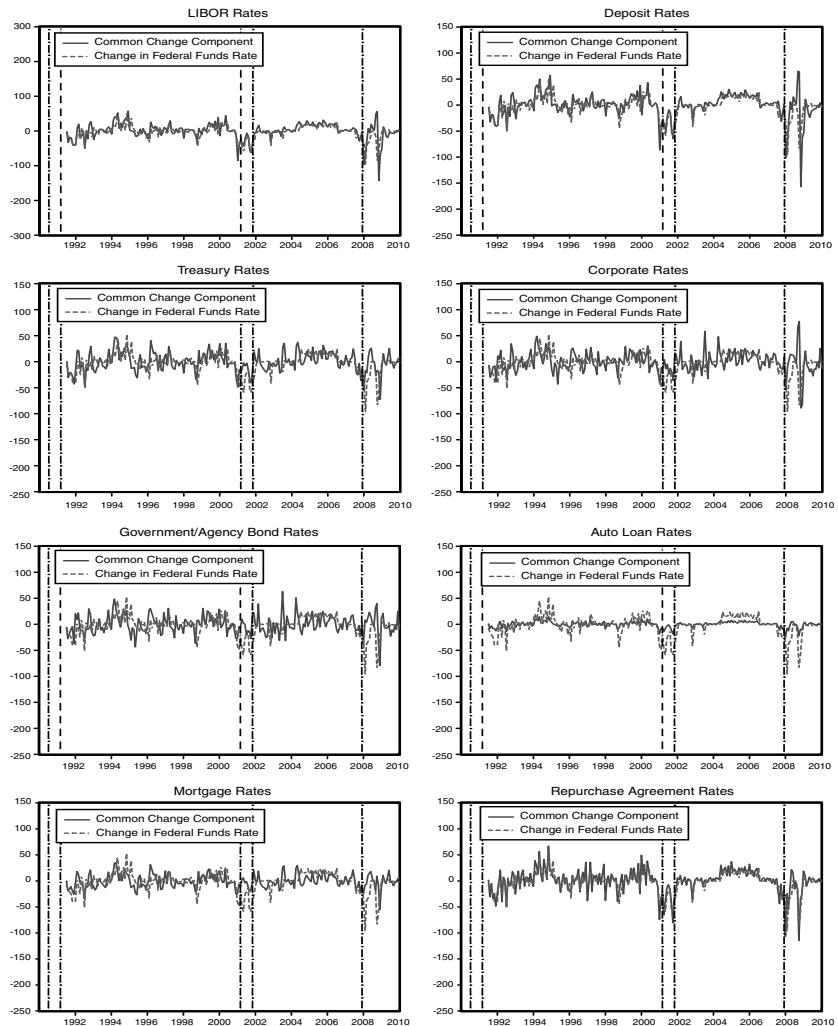 LIBOR Rates
300
200
100
0
-100
-200
-300
Common Change Component
Change in Federal Funds Rate
1992 1994 1996 1998 2000 2002 2004 2006 2008 2010
Deposit Rates
150
100
50
0
-50
-100
-150
-200
-250
Common Change Component
Change in Federal Funds Rate
1992 1994 1996 1998 2000 2002 2004 2006 2008 2010
Treasury Rates
150
100
50
0
-50
-100
-150
-200
-250
Common Change Component
Change in Federal Funds Rate
1992 1994 1996 1998 2000 2002 2004 2006 2008 2010
Corporate Rates
150
100
50
0
-50
-100
-150
-200
-250
Common Change Component
Change in Federal Funds Rate
1992 1994 1996 1998 2000 2002 2004 2006 2008 2010
Government/Agency Bond Rates
150
100
50
0
-50
-100
-150
-200
-250
Common Change Component
Change in Federal Funds Rate
1992 1994 1996 1998 2000 2002 2004 2006 2008 2010
Auto Loan Rates
150
100
50
0
-50
-100
-150
-200
-250
Common Change Component
Change in Federal Funds Rate
1992 1994 1996 1998 2000 2002 2004 2006 2008 2010
Mortgage Rates
150
100
50
0
-50
-100
-150
-200
-250
Common Change Component
Change in Federal Funds Rate
1992 1994 1996 1998 2000 2002 2004 2006 2008 2010
Repurchase Agreement Rates
150
100
50
0
-50
-100
-150
-200
-250
Common Change Component
Change in Federal Funds Rate
1992 1994 1996 1998 2000 2002 2004 2006 2008 2010